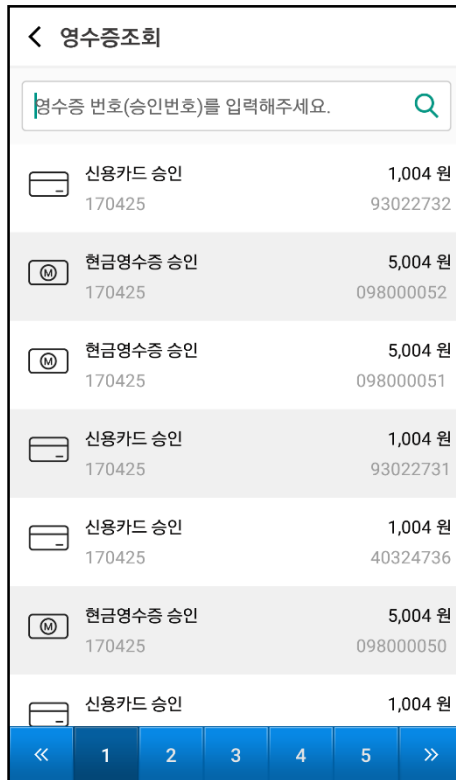 영수증조회
영수증 번호(승인번호)를 입력해주세요.
신용카드 승인 1,004 원
170425 93022732
현금영수증 승인 5,004 원
170425 098000052
현금영수증 승인 5,004 원
170425 098000051
신용카드 승인 1,004 원
170425 93022731
신용카드 승인 1,004 원
170425 40324736
현금영수증 승인 5,004 원
170425 098000050
신용카드 승인 1,004 원
« 1 2 3 4 5 »